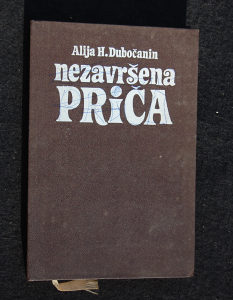 Alija H. Dubočanin
nezavršena
PRIČA